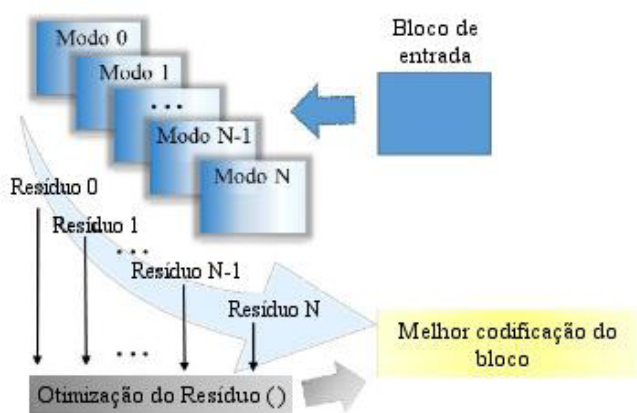 Modo 0
Modo 1
...
Modo N-1
Modo N
Bloco de
entrada
Resíduo 0
Resíduo 1
...
Resíduo N-1
Resíduo N
...
Otimização do Resíduo ()
Melhor codificação do
bloco